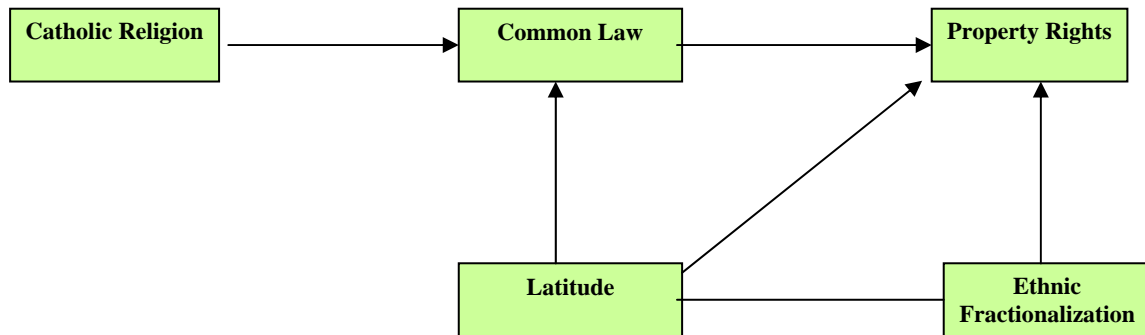 Catholic Religion
Common Law
Property Rights
Latitude
Ethnic
Fractionalization